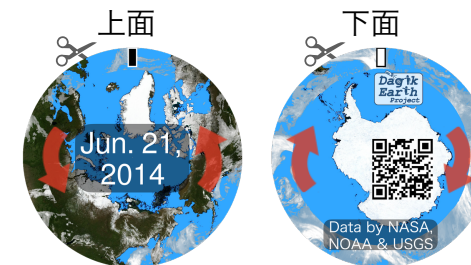 上面
下面
Jun. 21,
2014
Dagik
Earth
Project
Data by NASA,
NOAA & USGS